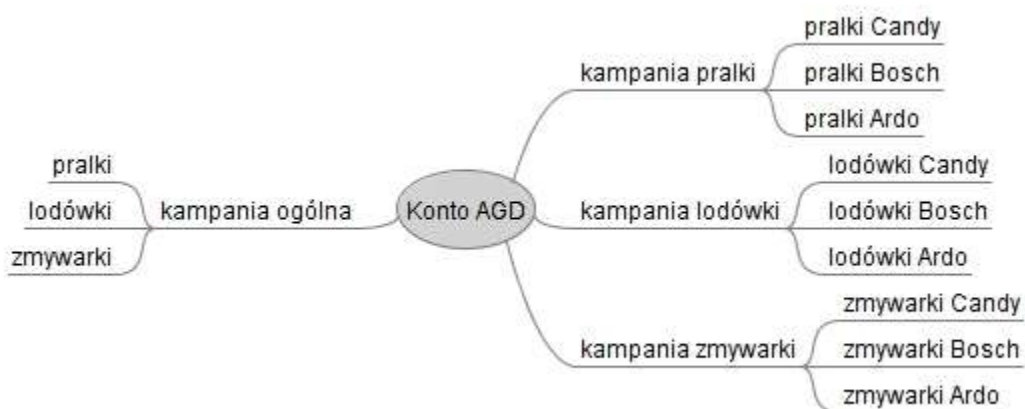 pralki Candy
kampania pralki
pralki Bosch
pralki Ardo
pralki
lodówki
zmywarki
kampania ogólna
Konto AGD
lodówki Candy
kampania lodówki
lodówki Bosch
lodówki Ardo
zmywarki Candy
kampania zmywarki
zmywarki Bosch
zmywarki Ardo